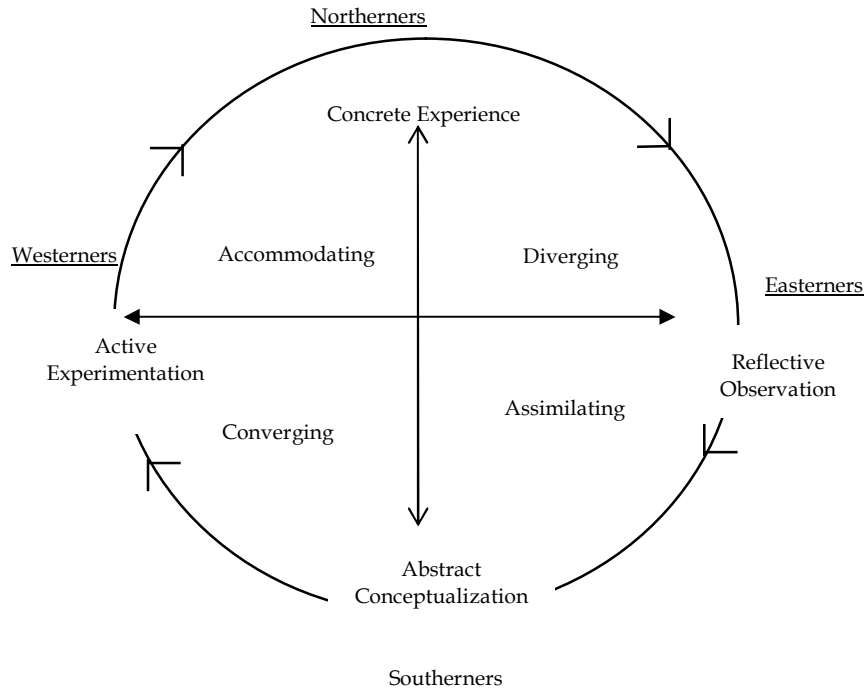 Northerners
Concrete Experience
Westerners
Accommodating
Diverging
Easterners
Active
Experimentation
Reflective
Observation
Assimilating
Converging
Abstract
Conceptualization
Southerners